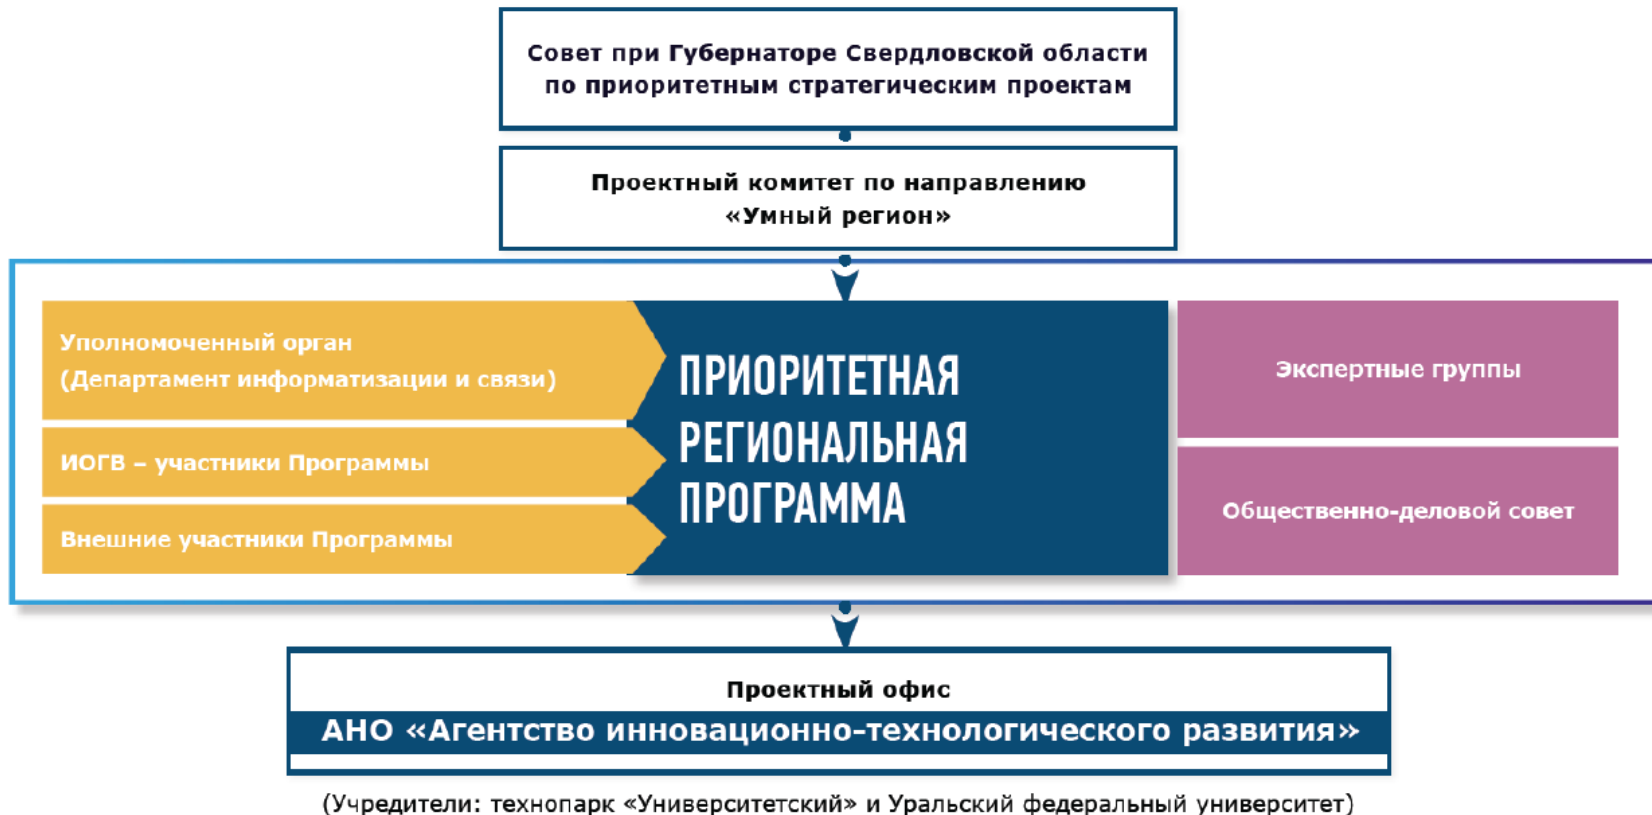 Совет при Губернаторе Свердловской области
по приоритетным стратегическим проектам
Проектный комитет по направлению
«Умный регион»
Уполномоченный орган
(Департамент информатизации и связи)
ИОГВ – участники Программы
Внешние участники Программы
ПРИОРИТЕТНАЯ
РЕГИОНАЛЬНАЯ
ПРОГРАММА
Экспертные группы
Общественно-деловой совет
Проектный офис
АНО «Агентство инновационно-технологического развития»
(Учредители: технопарк «Университетский» и Уральский федеральный университет)